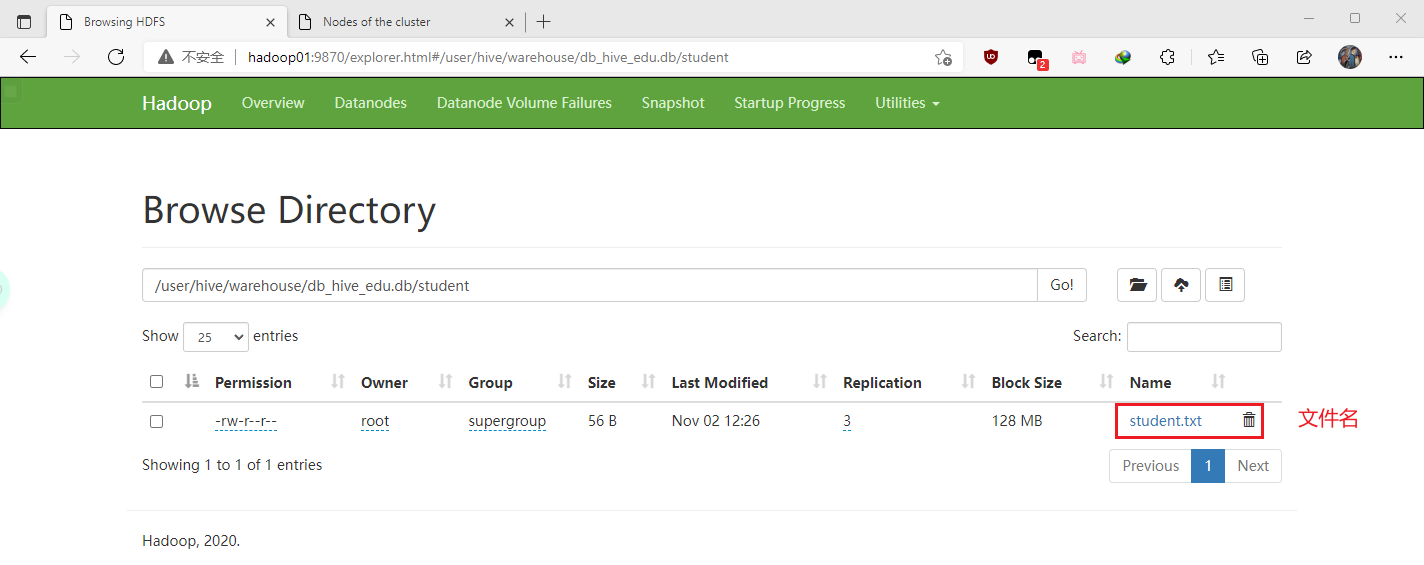 Browsing HDFS
Nodes of the cluster
不安全
hadoop01:9870/explorer.html#/user/hive/warehouse/db_hive_edu.db/student
2
Hadoop Overview Datanodes Datanode Volume Failures Snapshot Startup Progress Utilities
Browse Directory
/user/hive/warehouse/db_hive_edu.db/student Go!
Show 25 entries Search:
Permission Owner Group Size Last Modified Replication Block Size Name
-rw-r--r-- root supergroup 56 B Nov 02 12:26 3 128 MB student.txt 文件名
Showing 1 to 1 of 1 entries Previous 1 Next
Hadoop, 2020.